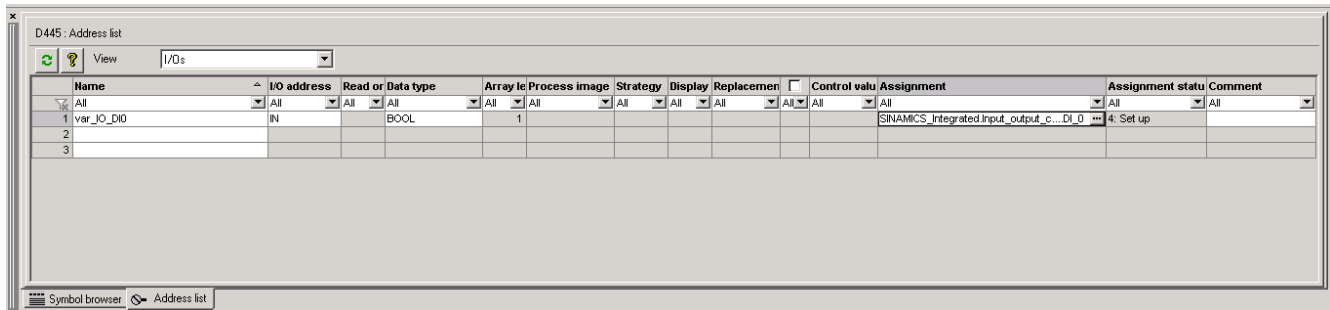 D445 : Address list
View I/Os
Name I/O address Read or Data type Array le Process image Strategy Display Replacemen Control valu Assignment Assignment statu Comment
All All All All All All All All All All All All All All
1 var_IO_DI0 IN BOOL 1 SINAMICS_Integrated.Input_output_c....DI_0 ... 4: Set up
2
3
Symbol browser Address list